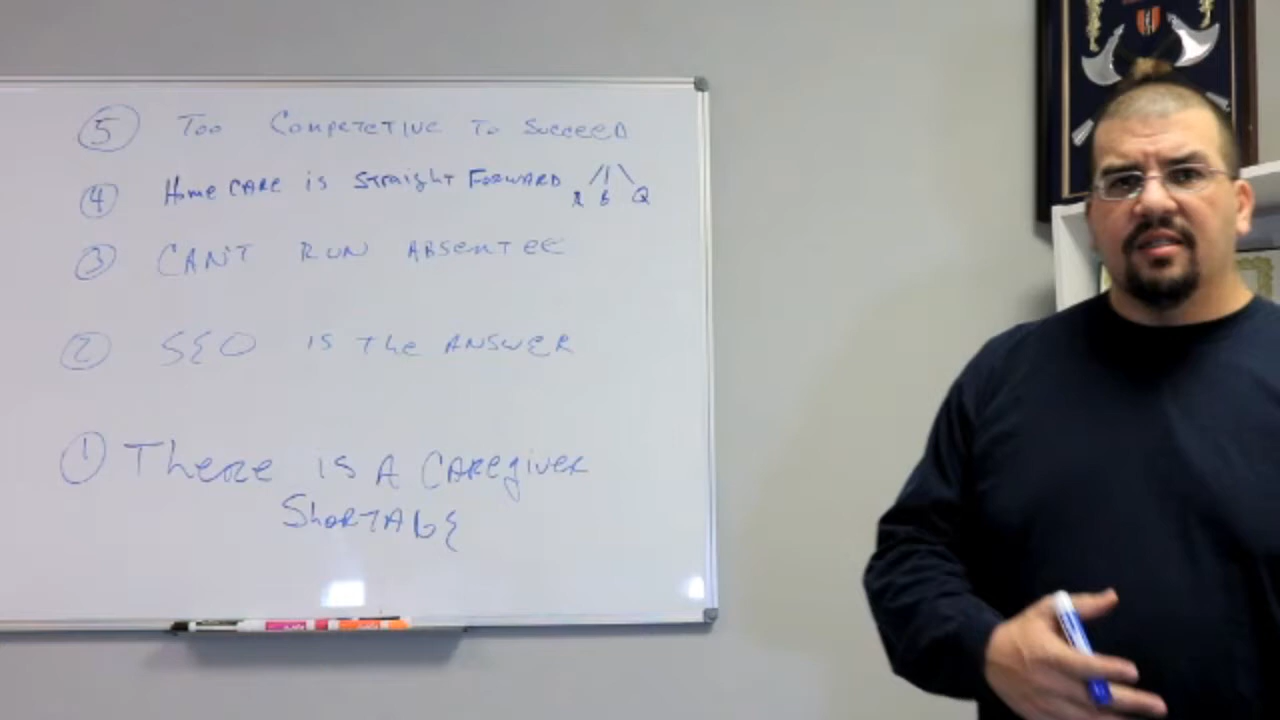 5 Too Competetive To Succeed
4 Home Care is Straight Forward
B Q
3 Can't Run Absentee
2 SEO is the Answer
1 There is a Caregiver
Shortage